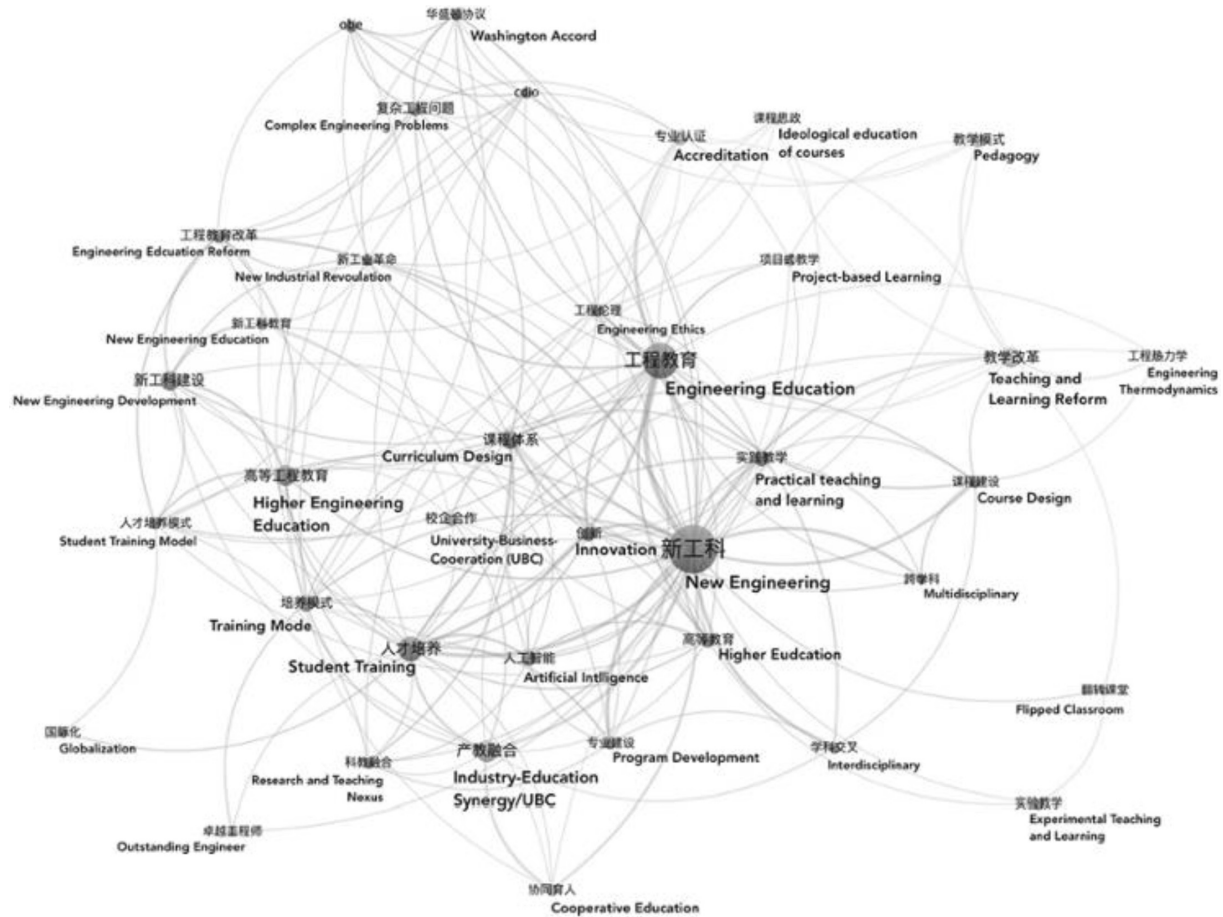 obe
华盛顿协议
Washington Accord
cdio
复杂工程问题
Complex Engineering Problems
专业认证
Accreditation
课程思政
Ideological education
of courses
教学模式
Pedagogy
工程教育改革
Engineering Edcuation Reform
新工业革命
New Industrial Revoulation
项目式教学
Project-based Learning
新工科教育
New Engineering Education
工程伦理
Engineering Ethics
工程教育
Engineering Education
新工科建设
New Engineering Development
教学改革
Teaching and
Learning Reform
工程热力学
Engineering
Thermodynamics
课程体系
Curriculum Design
高等工程教育
Higher Engineering
Education
实践教学
Practical teaching
and learning
课程建设
Course Design
人才培养模式
Student Training Model
校企合作
University-Business-
Cooeration (UBC)
创新
Innovation
新工科
New Engineering
跨学科
Multidisciplinary
培养模式
Training Mode
人才培养
Student Training
人工智能
Artificial Intlligence
高等教育
Higher Eudcation
翻转课堂
Flipped Classroom
国际化
Globalization
科教融合
Research and Teaching
Nexus
产教融合
Industry-Education
Synergy/UBC
专业建设
Program Development
学科交叉
Interdisciplinary
实验教学
Experimental Teaching
and Learning
卓越工程师
Outstanding Engineer
协同育人
Cooperative Education